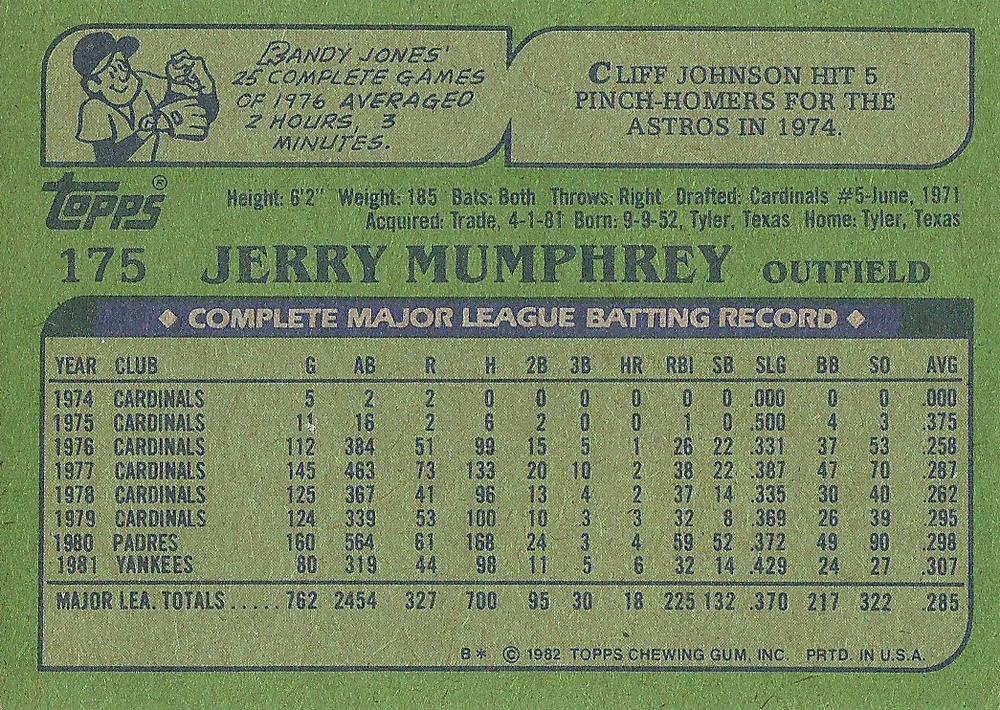 RANDY JONES'
25 COMPLETE GAMES
OF 1976 AVERAGED
2 HOURS, 3
MINUTES.
CLIFF JOHNSON HIT 5
PINCH-HOMERS FOR THE
ASTROS IN 1974.
TOPPS®
Height: 6'2" Weight: 185 Bats: Both Throws: Right Drafted: Cardinals #5-June, 1971
Acquired: Trade, 4-1-81 Born: 9-9-52, Tyler, Texas Home: Tyler, Texas
175 JERRY MUMPHREY OUTFIELD
◆ COMPLETE MAJOR LEAGUE BATTING RECORD ◆
YEAR CLUB G AB R H 2B 3B HR RBI SB SLG BB SO AVG
1974 CARDINALS 5 2 2 0 0 0 0 0 0 .000 0 0 .000
1975 CARDINALS 11 16 2 6 2 0 0 1 0 .500 4 3 .375
1976 CARDINALS 112 384 51 99 15 5 1 26 22 .331 37 53 .258
1977 CARDINALS 145 463 73 133 20 10 2 38 22 .387 47 70 .287
1978 CARDINALS 125 367 41 96 13 4 2 37 14 .335 30 40 .262
1979 CARDINALS 124 339 53 100 10 3 3 32 8 .369 26 39 .295
1980 PADRES 160 564 61 168 24 3 4 59 52 .372 49 90 .298
1981 YANKEES 80 319 44 98 11 5 6 32 14 .429 24 27 .307
MAJOR LEA. TOTALS..... 762 2454 327 700 95 30 18 225 132 .370 217 322 .285
B* © 1982 TOPPS CHEWING GUM, INC. PRTD. IN U.S.A.